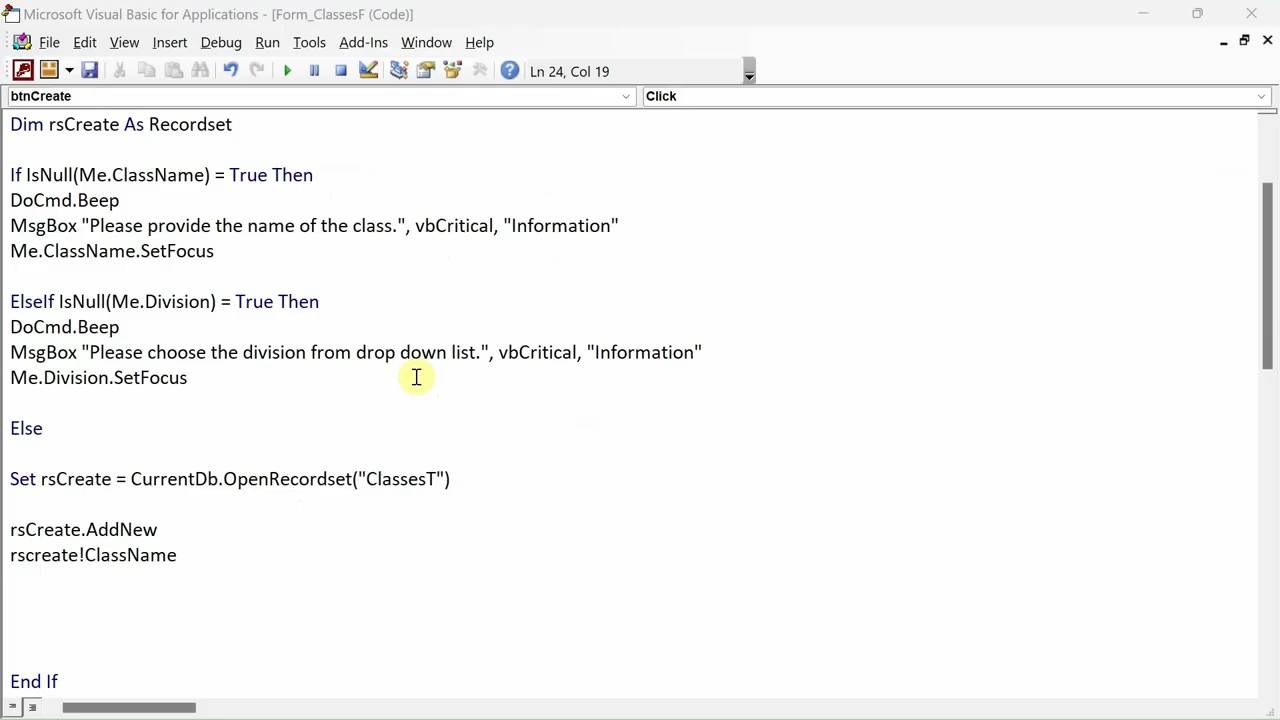 Microsoft Visual Basic for Applications - [Form_ClassesF (Code)]
File Edit View Insert Debug Run Tools Add-Ins Window Help
Ln 24, Col 19
btnCreate Click
Dim rsCreate As Recordset
If IsNull(Me.ClassName) = True Then
DoCmd.Beep
MsgBox "Please provide the name of the class.", vbCritical, "Information"
Me.ClassName.SetFocus
ElseIf IsNull(Me.Division) = True Then
DoCmd.Beep
MsgBox "Please choose the division from drop down list.", vbCritical, "Information"
Me.Division.SetFocus
Else
Set rsCreate = CurrentDb.OpenRecordset("ClassesT")
rsCreate.AddNew
rscreate!ClassName
End If